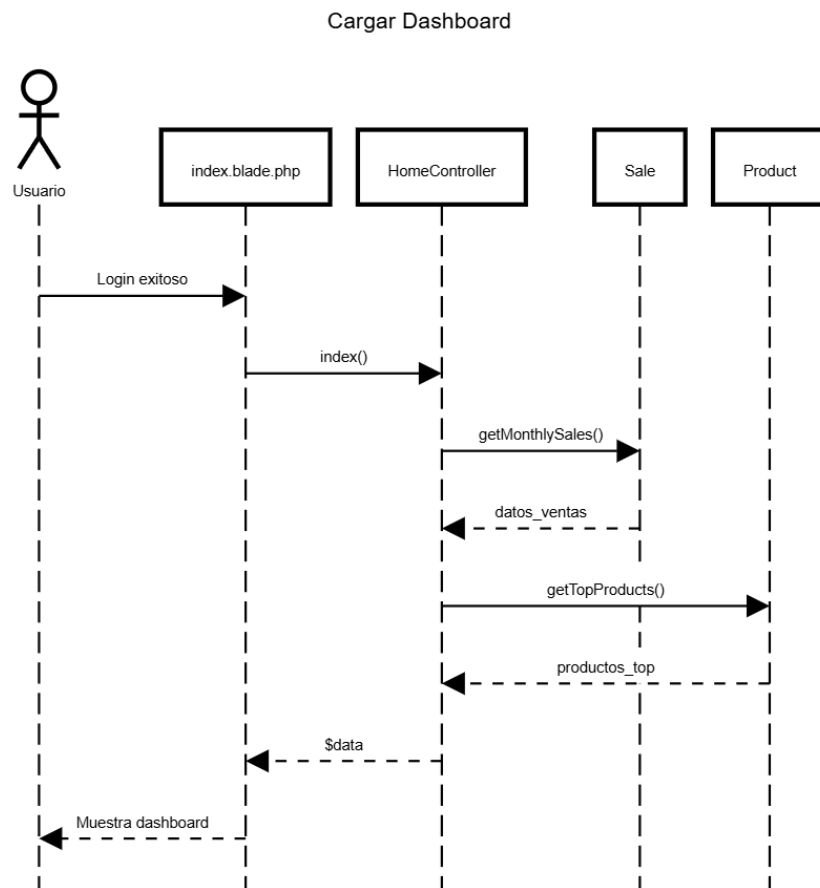 Cargar Dashboard
Usuario
index.blade.php
HomeController
Sale
Product
Login exitoso
index()
getMonthlySales()
datos_ventas
getTopProducts()
productos_top
$data
Muestra dashboard